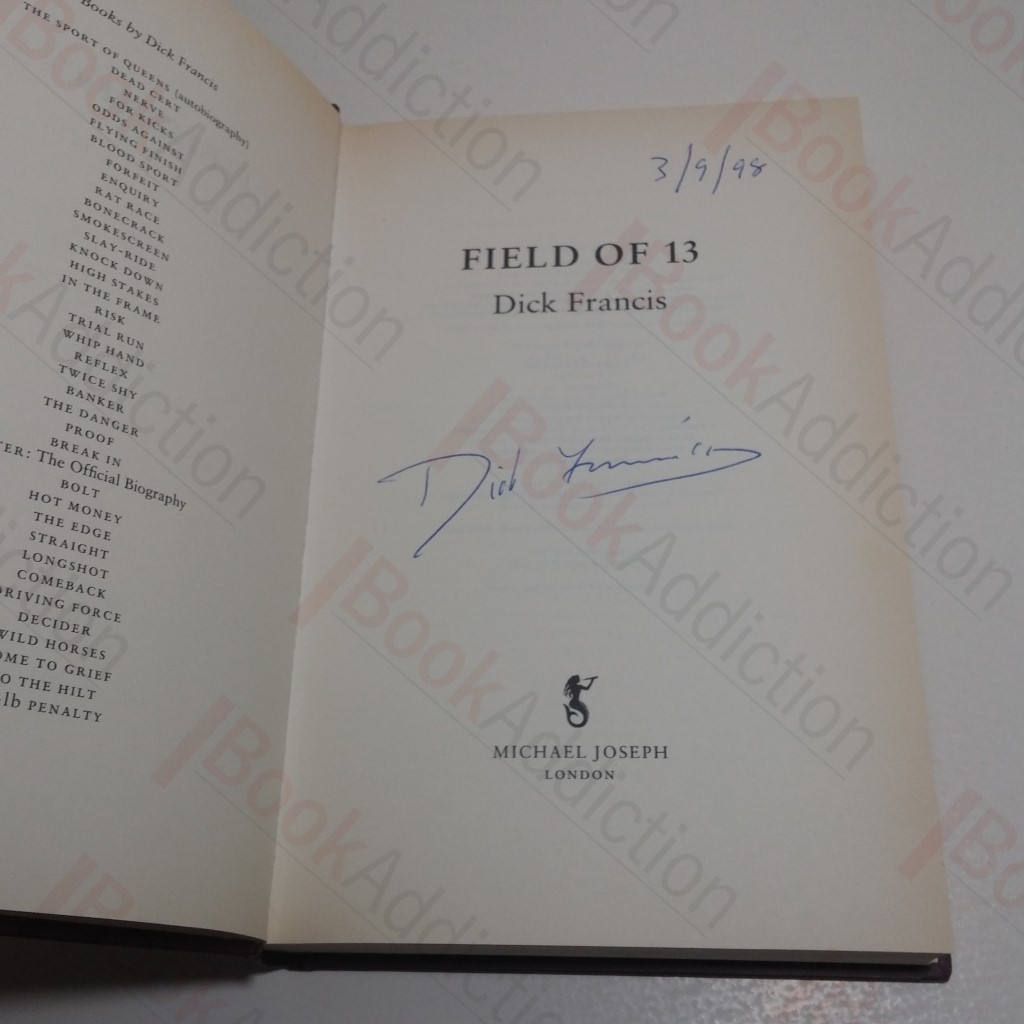 Books by Dick Francis
THE SPORT OF QUEENS (autobiography)
DEAD CERT
NERVE
FOR KICKS
ODDS AGAINST
FLYING FINISH
BLOOD SPORT
FORFEIT
ENQUIRY
RAT RACE
BONECRACK
SMOKESCREEN
SLAY-RIDE
KNOCK DOWN
HIGH STAKES
IN THE FRAME
RISK
TRIAL RUN
WHIP HAND
REFLEX
TWICE SHY
BANKER
THE DANGER
PROOF
BREAK IN
TER: The Official Biography
BOLT
HOT MONEY
THE EDGE
STRAIGHT
LONGSHOT
COMEBACK
DRIVING FORCE
DECIDER
WILD HORSES
OME TO GRIEF
O THE HILT
-lb PENALTY
3/9/98
FIELD OF 13
Dick Francis
Dick Francis
MICHAEL JOSEPH
LONDON
BookAddiction